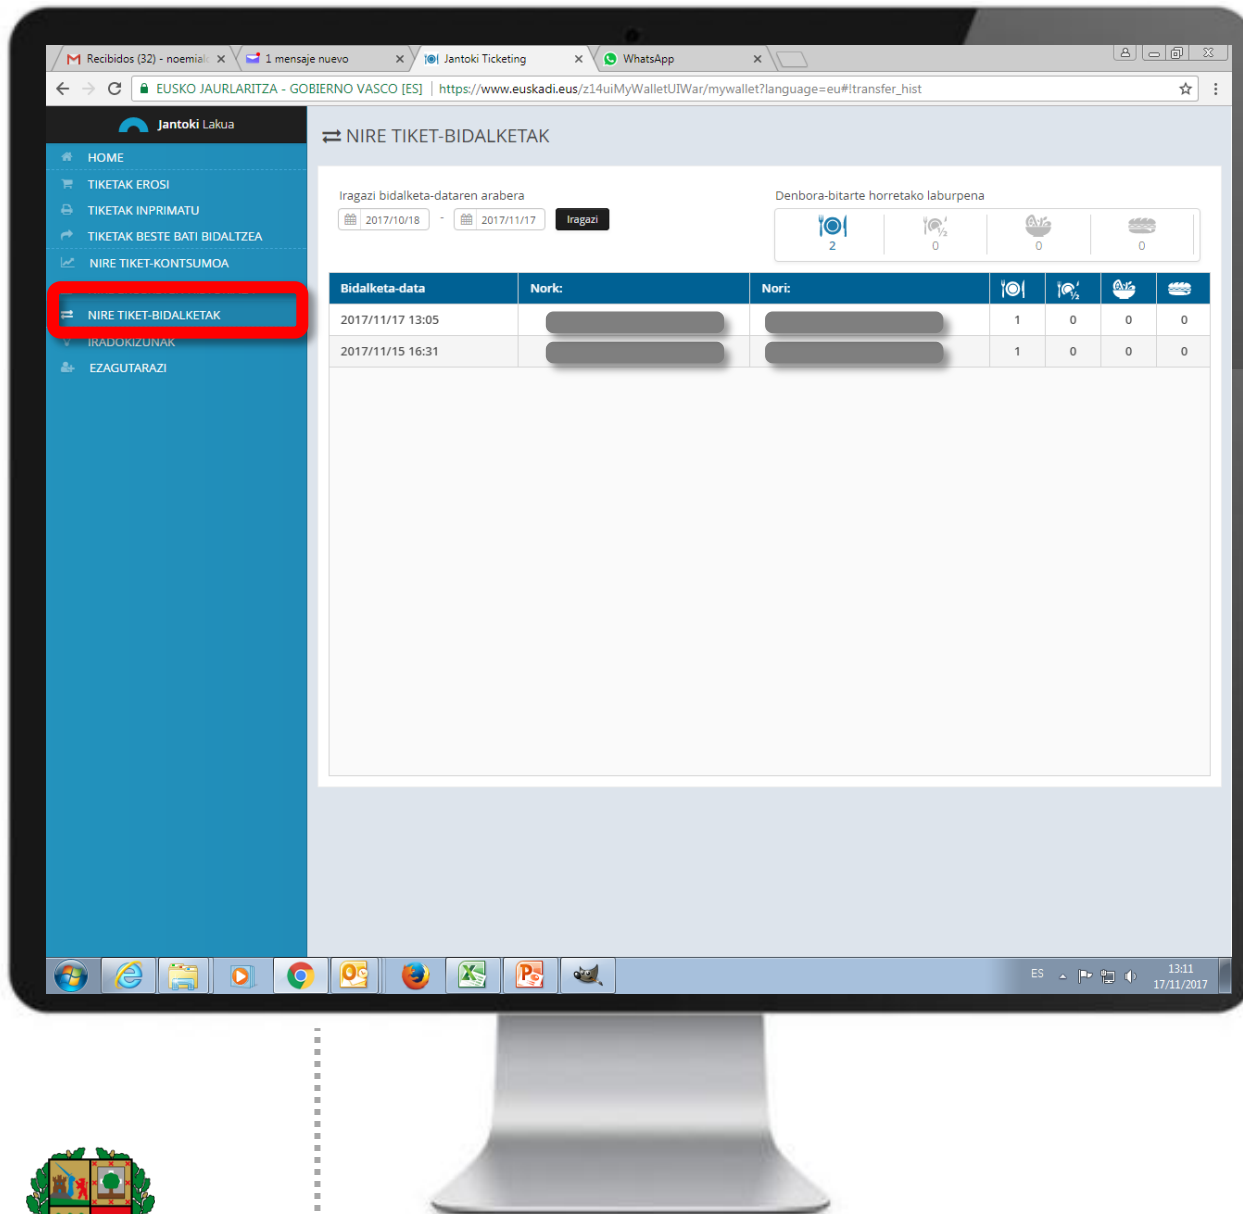 Recibidos (32) - noemial
1 mensaje nuevo
Jantoki Ticketing
WhatsApp
EUSKO JAURLARITZA - GOBIERNO VASCO [ES] | https://www.euskadi.eus/z14uiMyWalletUIWar/mywallet?language=eu#!transfer_hist
Jantoki Lakua
HOME
TIKETAK EROSI
TIKETAK INPRIMATU
TIKETAK BESTE BATI BIDALTZEA
NIRE TIKET-KONTSUMOA
NIRE TIKET-BIDALKETAK
IRADOKIZUNAK
EZAGUTARAZI
NIRE TIKET-BIDALKETAK
Iragazi bidalketa-dataren arabera
2017/10/18 - 2017/11/17 Iragazi
Denbora-bitarte horretako laburpena
1/2
2 0 0 0
Bidalketa-data Nork: Nori: 1/2
2017/11/17 13:05 1 0 0 0
2017/11/15 16:31 1 0 0 0
ES 13:11
17/11/2017